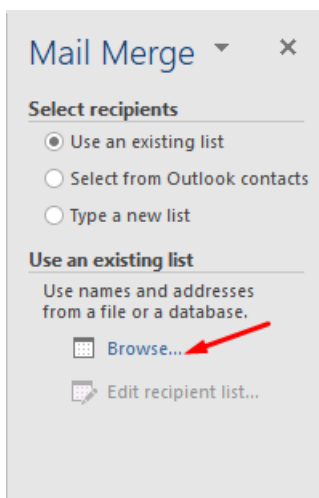 Mail Merge
Select recipients
Use an existing list
Select from Outlook contacts
Type a new list
Use an existing list
Use names and addresses
from a file or a database.
Browse...
Edit recipient list...